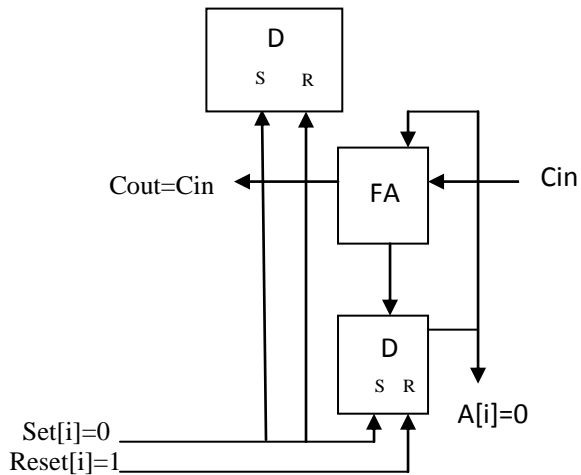 D
S R
Cout=Cin
FA
Cin
D
S R
A[i]=0
Set[i]=0
Reset[i]=1